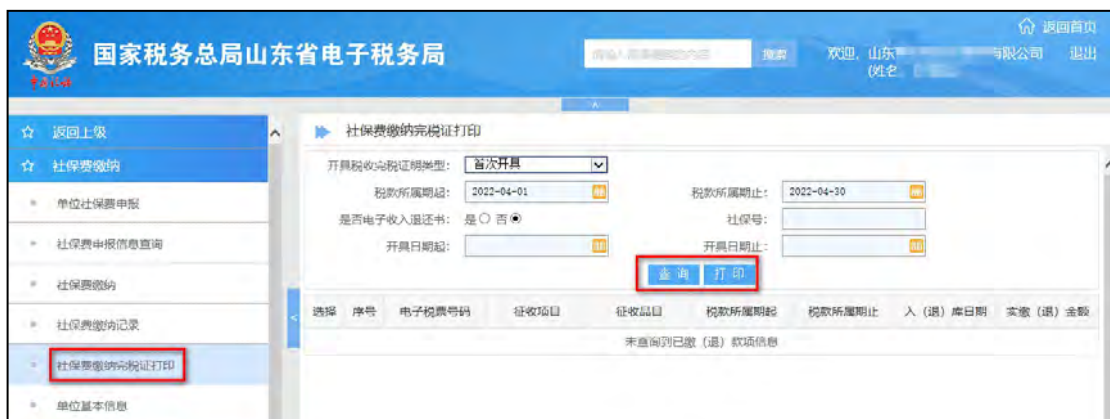 返回首页
国家税务总局山东省电子税务局
搜索
欢迎, 山东
有限公司
退出
(姓名
返回上级
社保费缴纳
单位社保费申报
社保费申报信息查询
社保费缴纳
社保费缴纳记录
社保费缴纳完税证打印
单位基本信息
社保费缴纳完税证打印
开具税收完税证明类型: 首次开具
税款所属期起: 2022-04-01 税款所属期止: 2022-04-30
是否电子收入退还书: 是 否 社保号:
开具日期起: 开具日期止:
查询 打印
选择 序号 电子税票号码 征收项目 征收品目 税款所属期起 税款所属期止 入(退)库日期 实缴(退)金额
未查询到已缴(退)款项信息